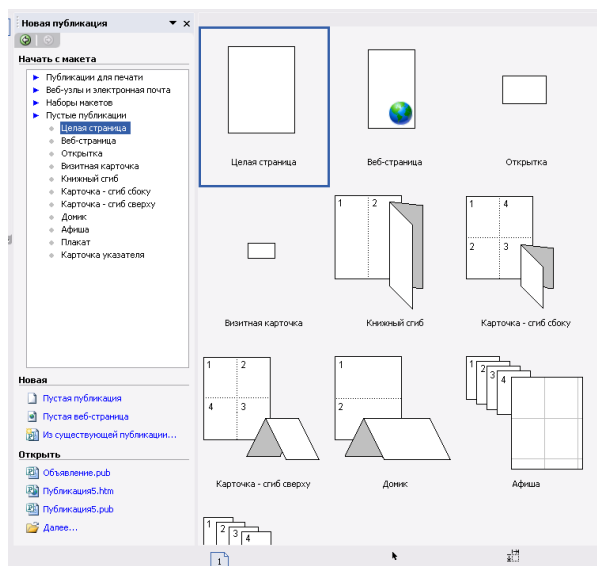 Новая публикация
Начать с макета
Публикации для печати
Веб-узлы и электронная почта
Наборы макетов
Пустые публикации
Целая страница
Веб-страница
Открытка
Визитная карточка
Книжный сгиб
Карточка - сгиб сбоку
Карточка - сгиб сверху
Домик
Афиша
Плакат
Карточка указателя
Новая
Пустая публикация
Пустая веб-страница
Из существующей публикации...
Открыть
Объявление.pub
Публикация5.htm
Публикация5.pub
Далее...
Целая страница
Веб-страница
Открытка
1 2
1 4
2 3
Визитная карточка
Книжный сгиб
Карточка - сгиб сбоку
1 2
4 3
1
2
1 2 3 4
Карточка - сгиб сверху
Домик
Афиша
1 2 3 4
1